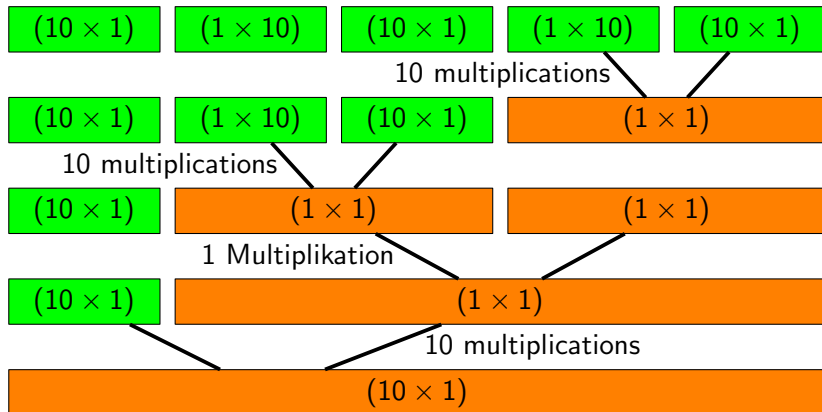 (10 × 1) (1 × 10) (10 × 1) (1 × 10) (10 × 1)
10 multiplications
(10 × 1) (1 × 10) (10 × 1) (1 × 1)
10 multiplications
(10 × 1) (1 × 1) (1 × 1)
1 Multiplikation
(10 × 1) (1 × 1)
10 multiplications
(10 × 1)